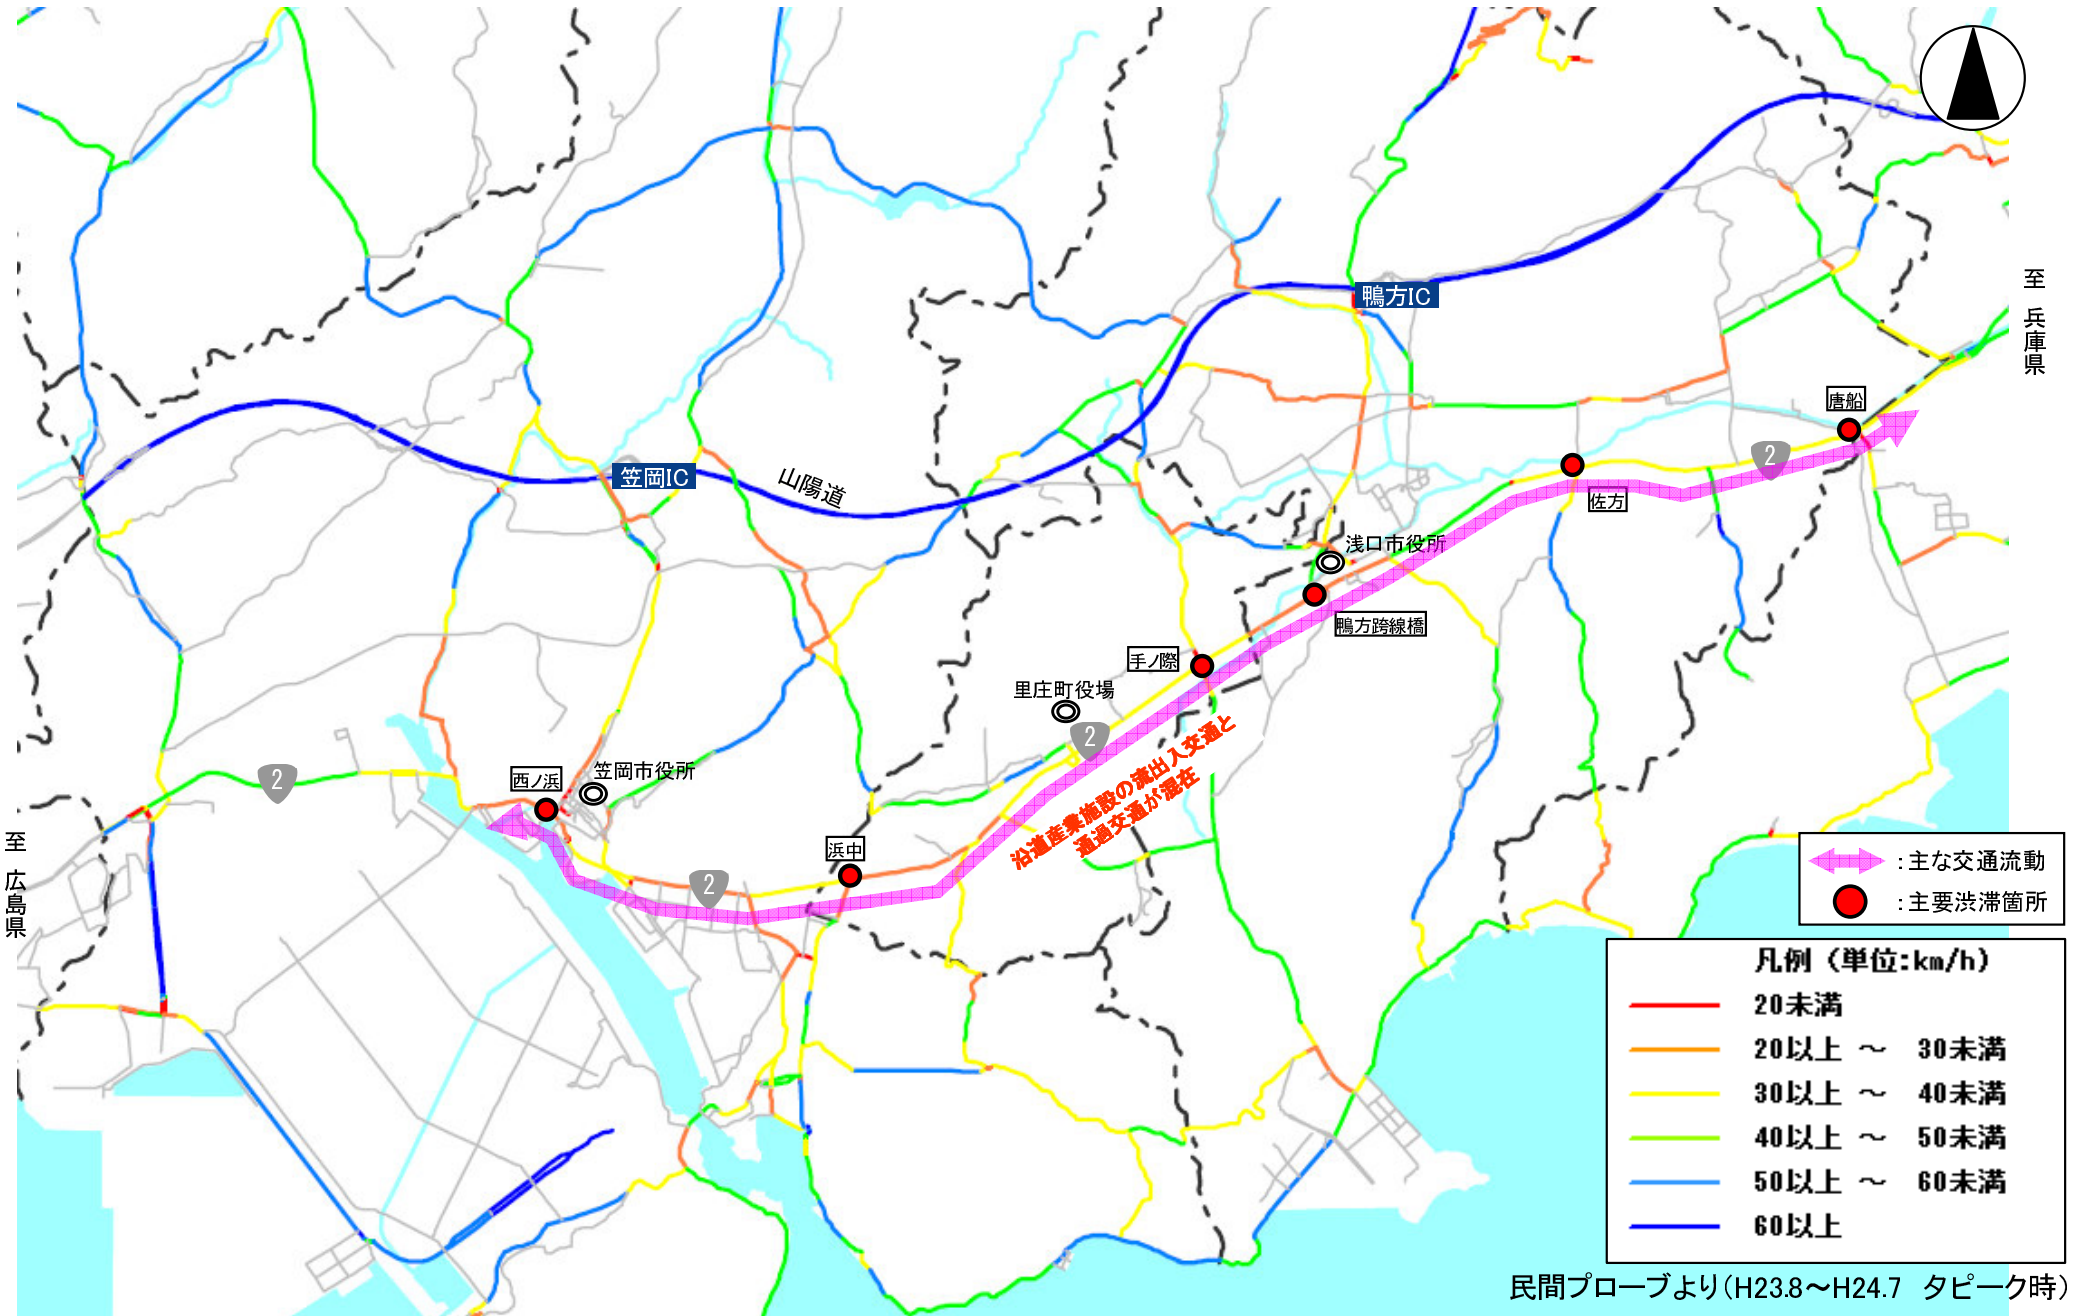 鴨方IC
至 兵庫県
唐船
笠岡IC
山陽道
2
佐方
浅口市役所
鴨方跨線橋
手ノ際
里庄町役場
2
沿道産業施設の流出入交通と
通過交通が混在
2
西ノ浜
笠岡市役所
至 広島県
浜中
2
:主な交通流動
:主要渋滞箇所
凡例(単位:km/h)
20未満
20以上 ~ 30未満
30以上 ~ 40未満
40以上 ~ 50未満
50以上 ~ 60未満
60以上
民間プローブより(H23.8~H24.7 タピーク時)